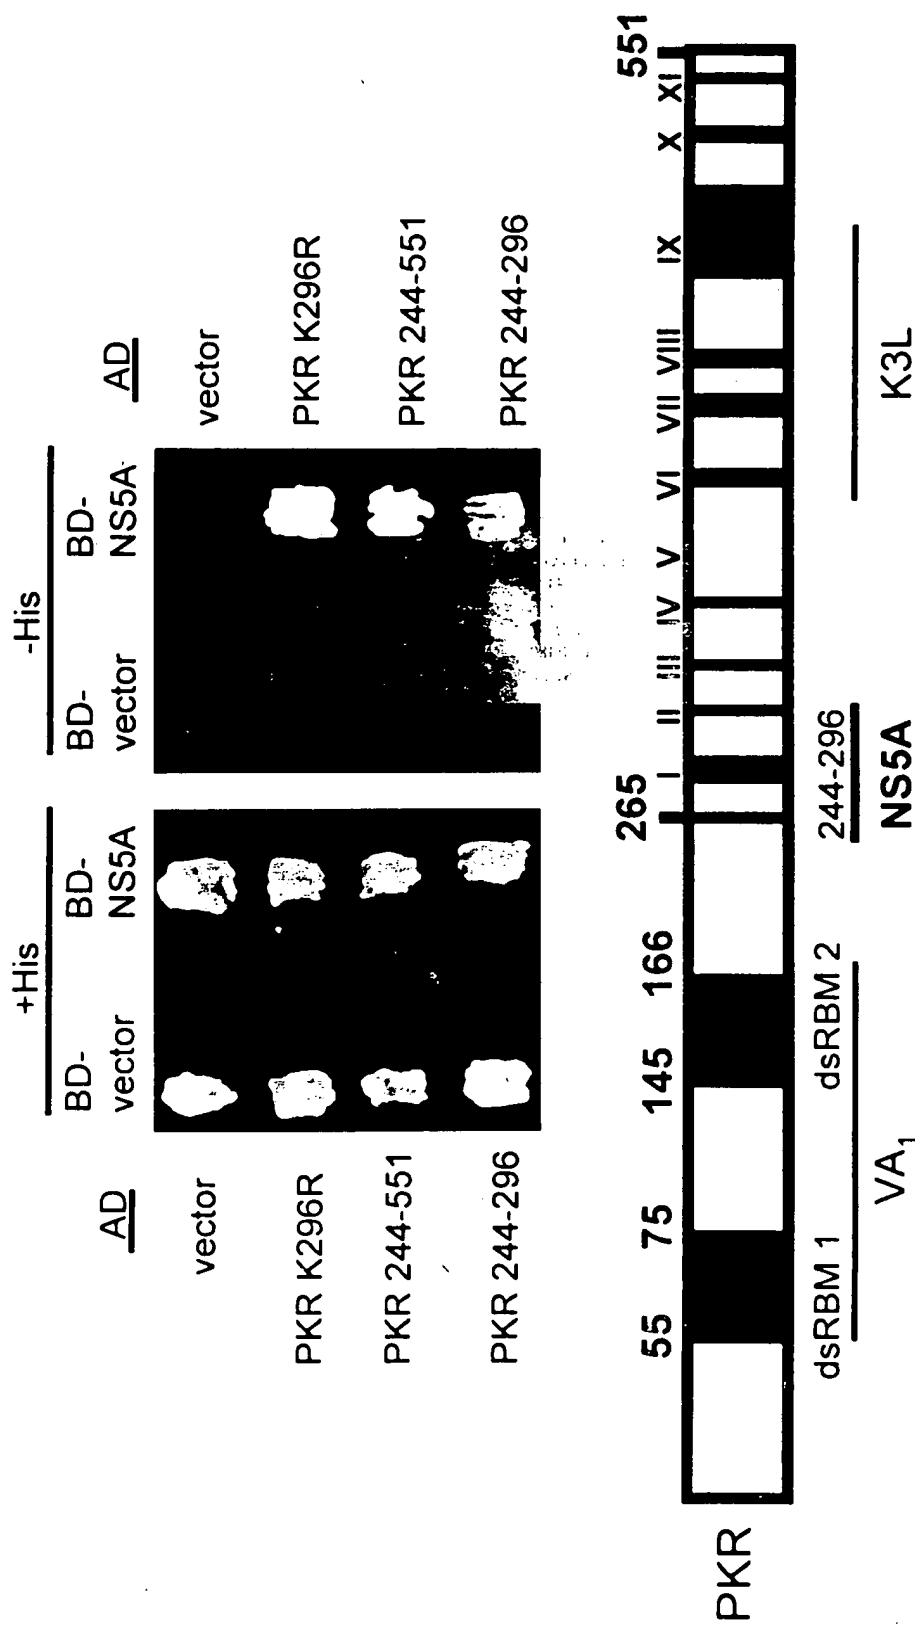 +His
-His
AD
BD-
vector
BD-
NS5A
BD-
vector
BD-
NS5A
AD
vector
vector
PKR K296R
PKR K296R
PKR 244-551
PKR 244-551
PKR 244-296
PKR 244-296
55
75
145
166
265
551
I
II
III
IV
V
VI
VII
VIII
IX
X
XI
PKR
dsRBM 1
dsRBM 2
244-296
VA1
NS5A
K3L